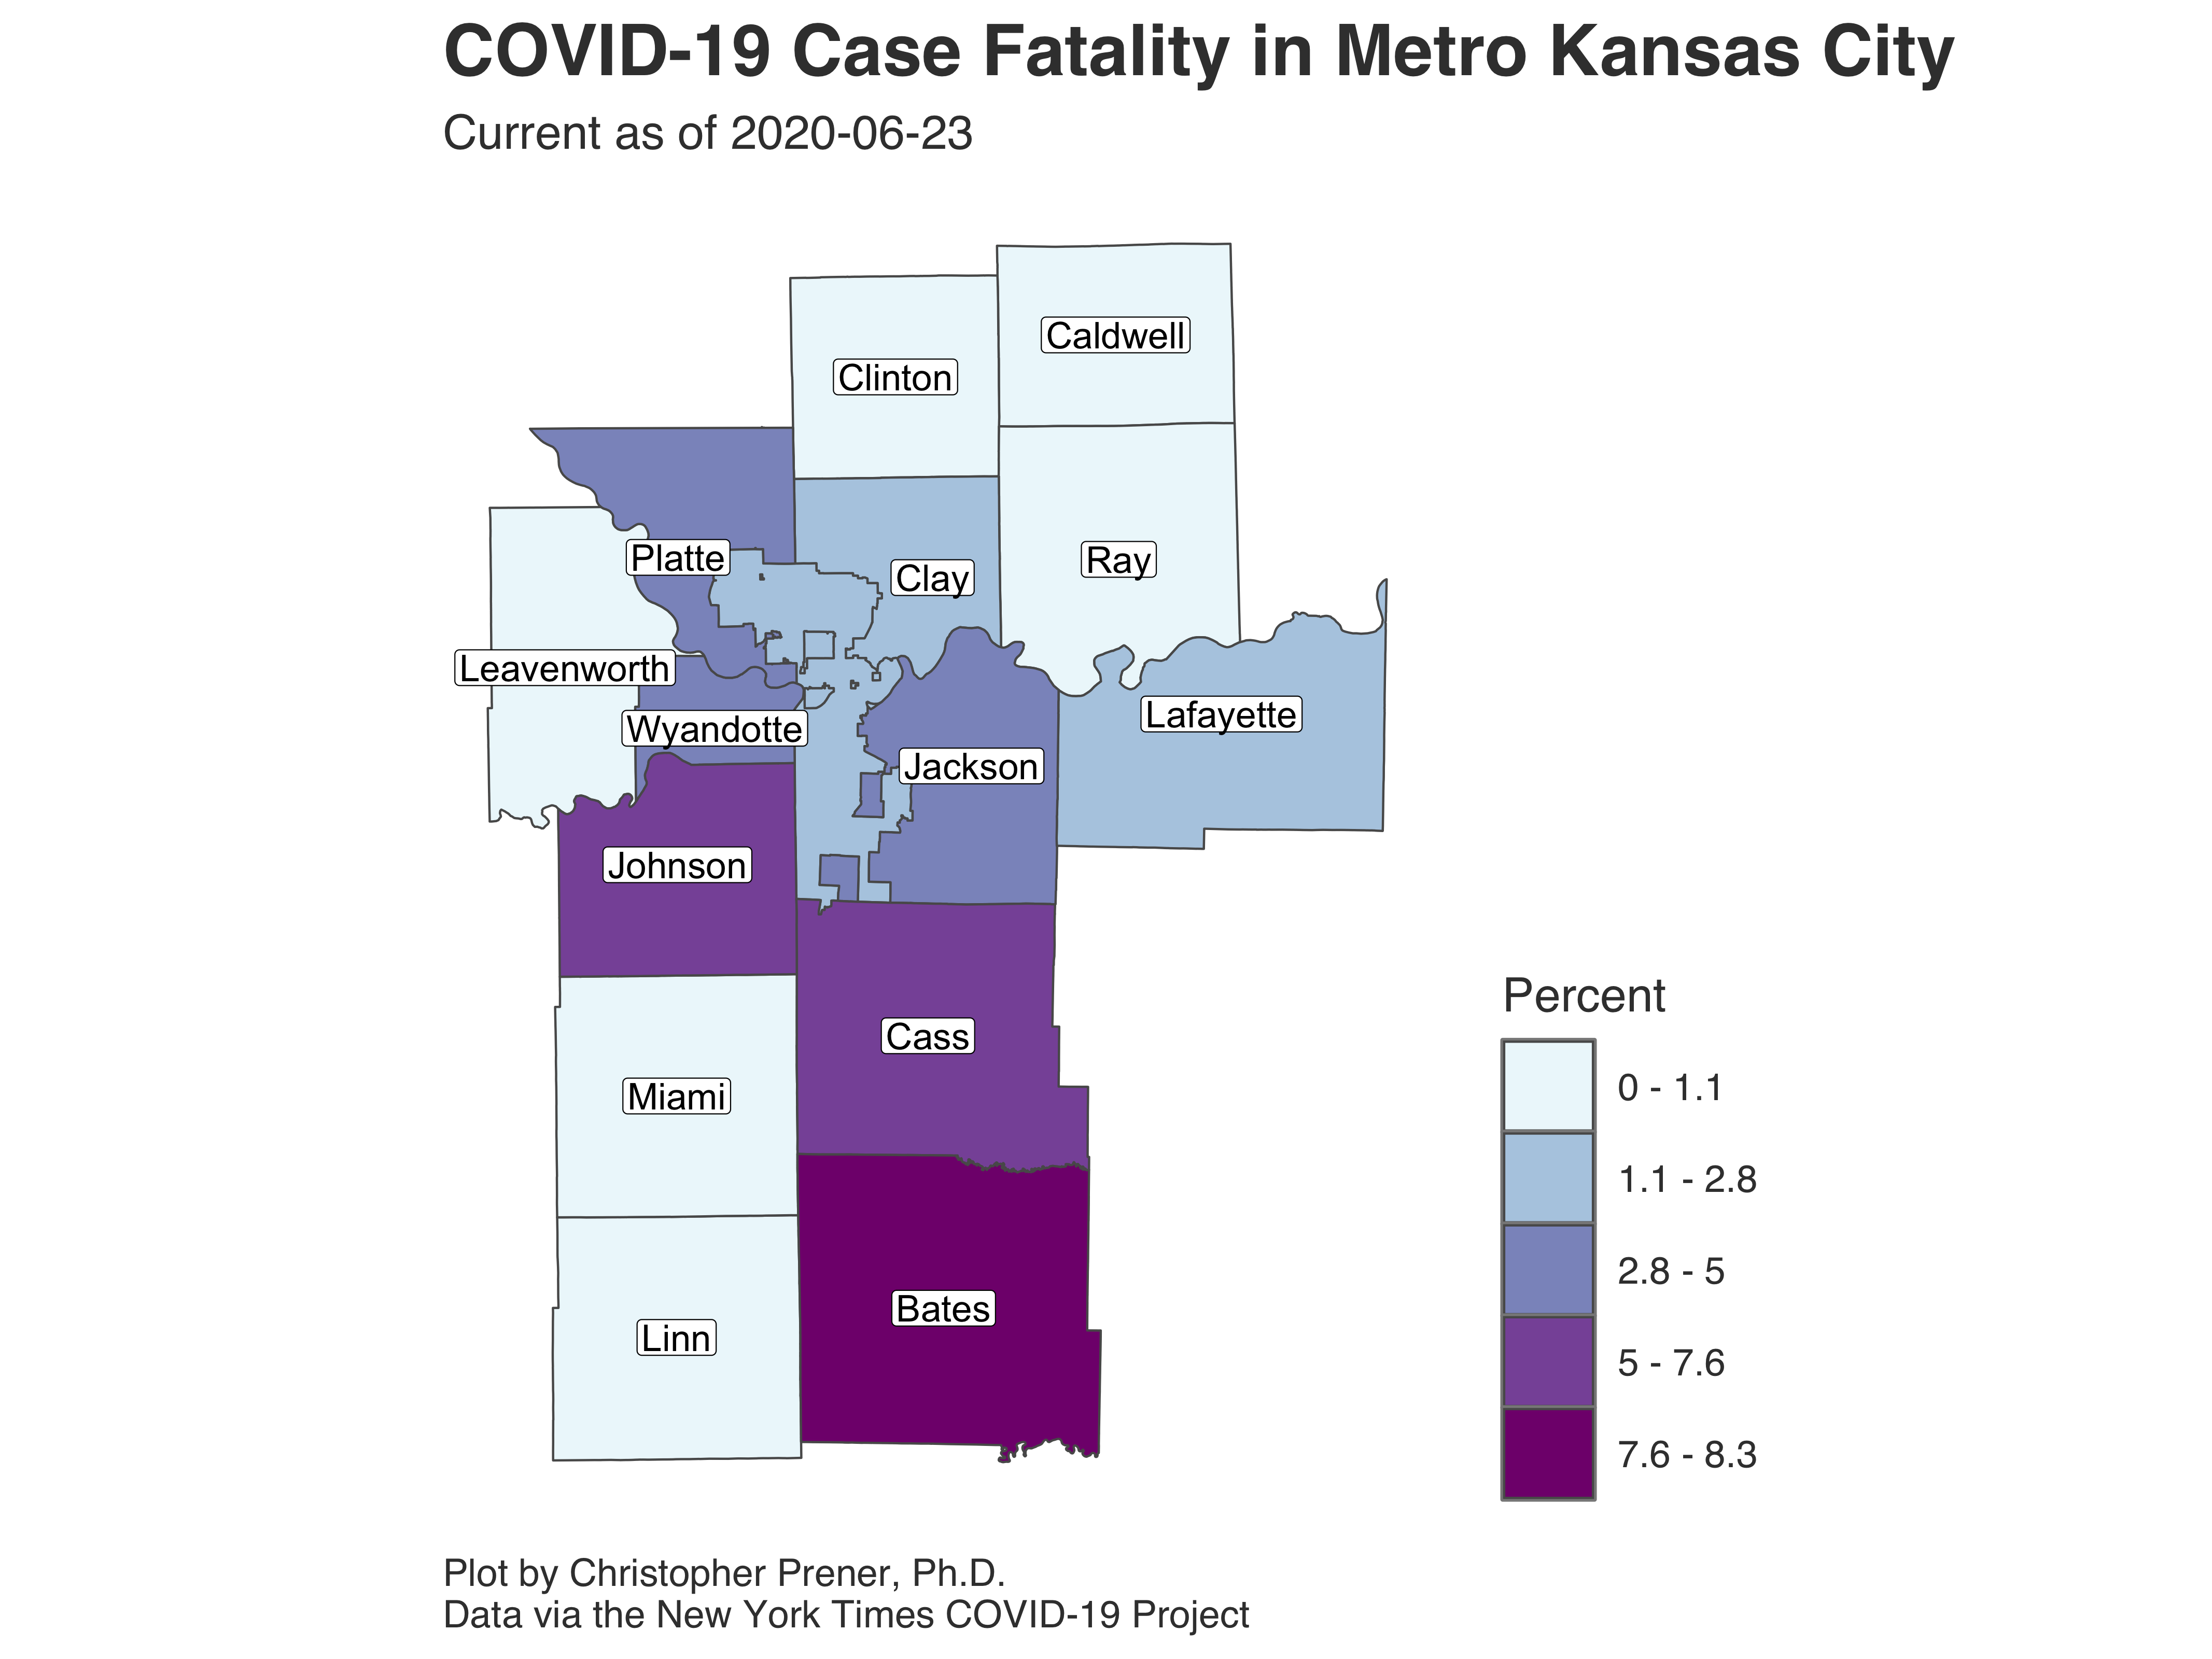 COVID-19 Case Fatality in Metro Kansas City
Current as of 2020-06-23
Caldwell
Clinton
Platte
Clay
Ray
Leavenworth
Wyandotte
Lafayette
Jackson
Johnson
Cass
Miami
Bates
Linn
Percent
0 - 1.1
1.1 - 2.8
2.8 - 5
5 - 7.6
7.6 - 8.3
Plot by Christopher Prener, Ph.D.
Data via the New York Times COVID-19 Project